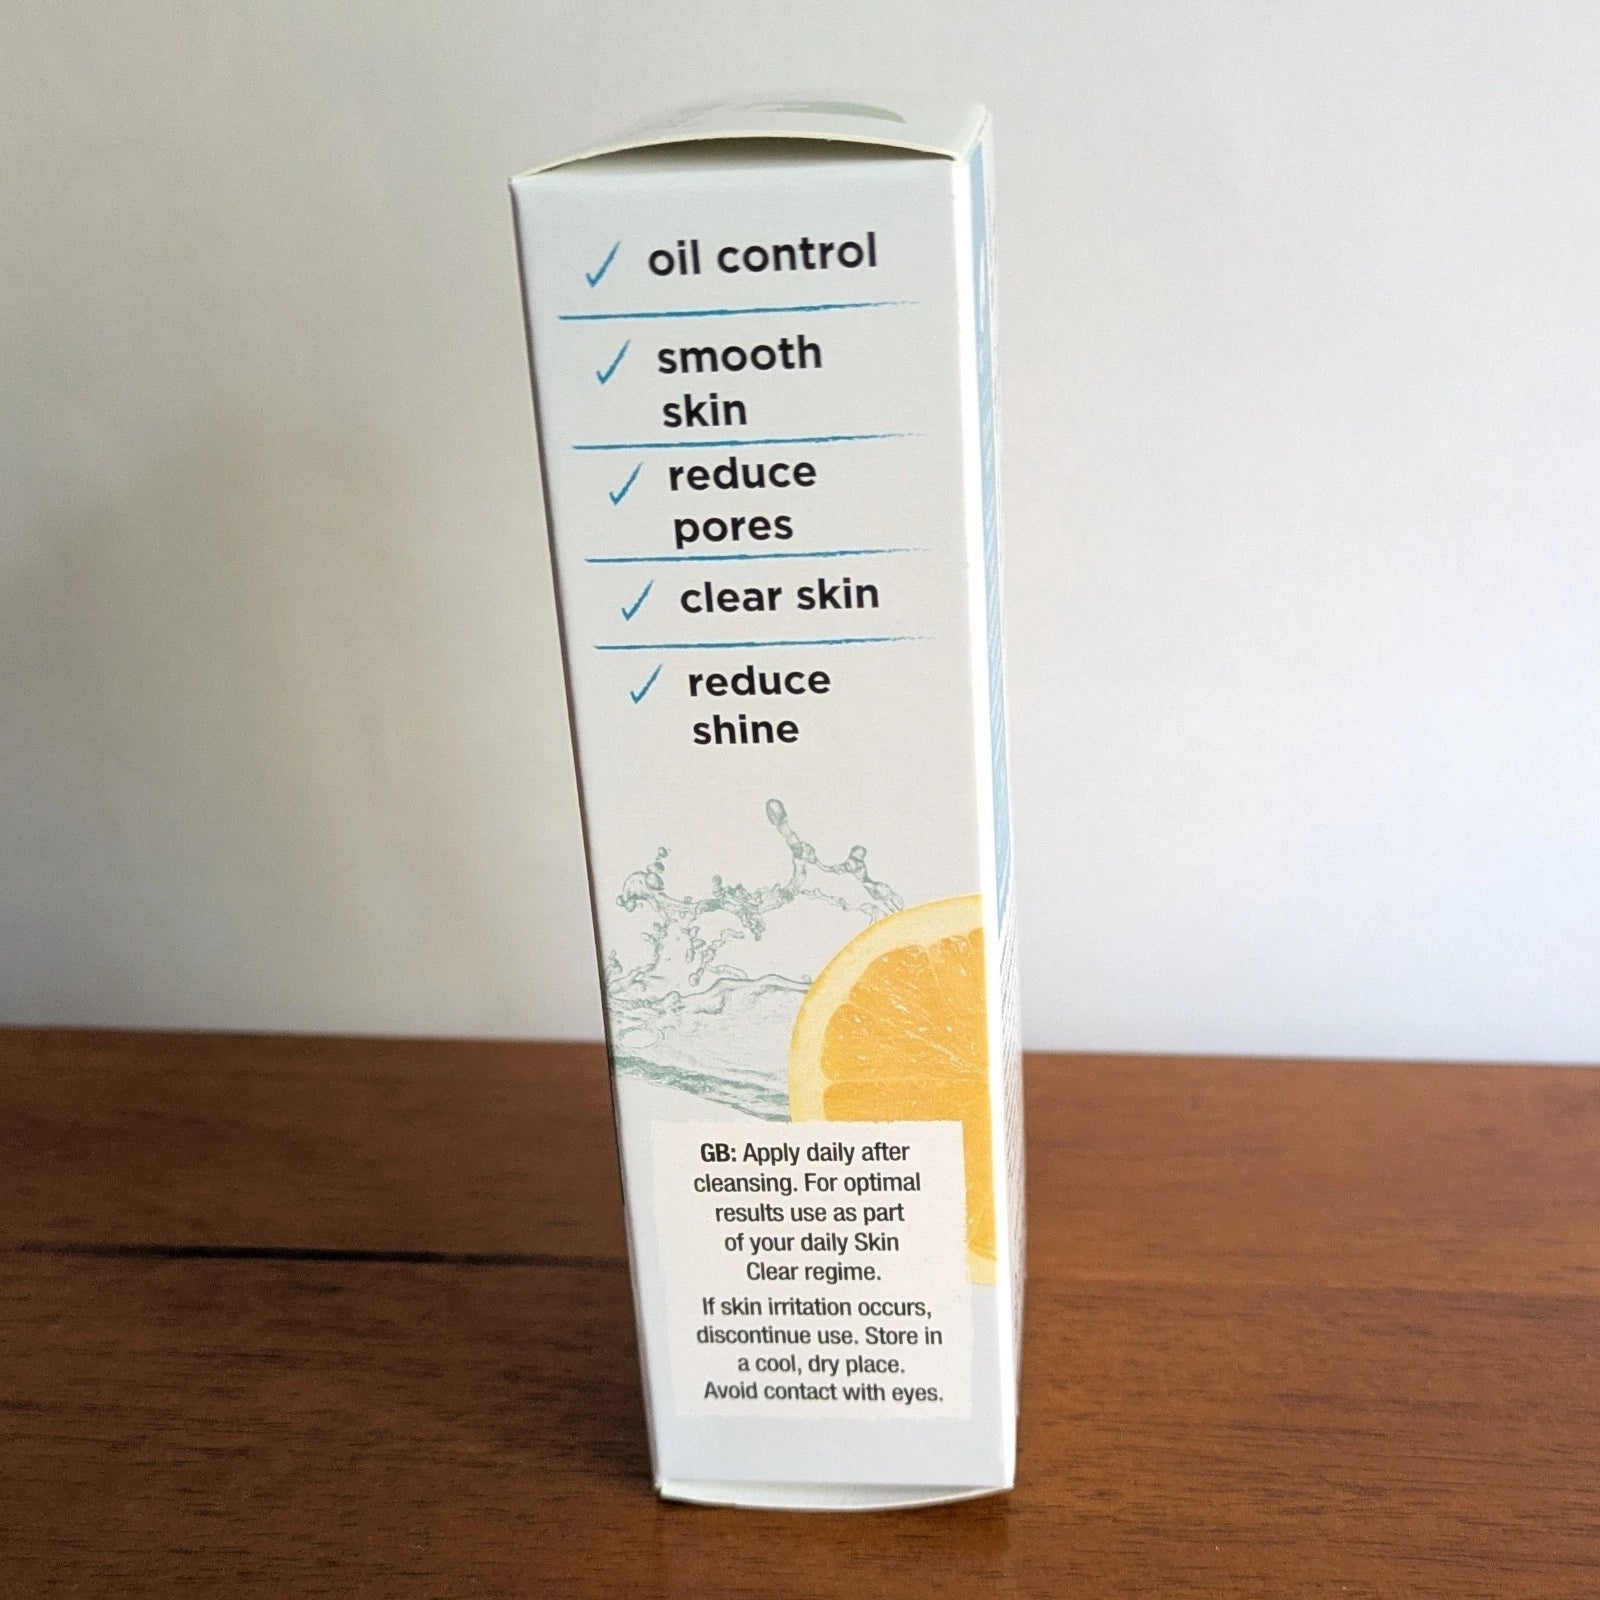 oil control
smooth
skin
reduce
pores
clear skin
reduce
shine
GB: Apply daily after
cleansing. For optimal
results use as part
of your daily Skin
Clear regime.
If skin irritation occurs,
discontinue use. Store in
a cool, dry place.
Avoid contact with eyes.